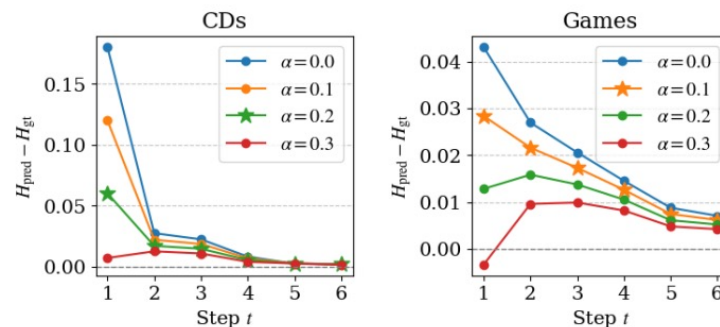 CDs
H_pred − H_gt
0.15
0.10
0.05
0.00
α = 0.0
α = 0.1
α = 0.2
α = 0.3
1 2 3 4 5 6
Step t
Games
H_pred − H_gt
0.04
0.03
0.02
0.01
0.00
α = 0.0
α = 0.1
α = 0.2
α = 0.3
1 2 3 4 5 6
Step t